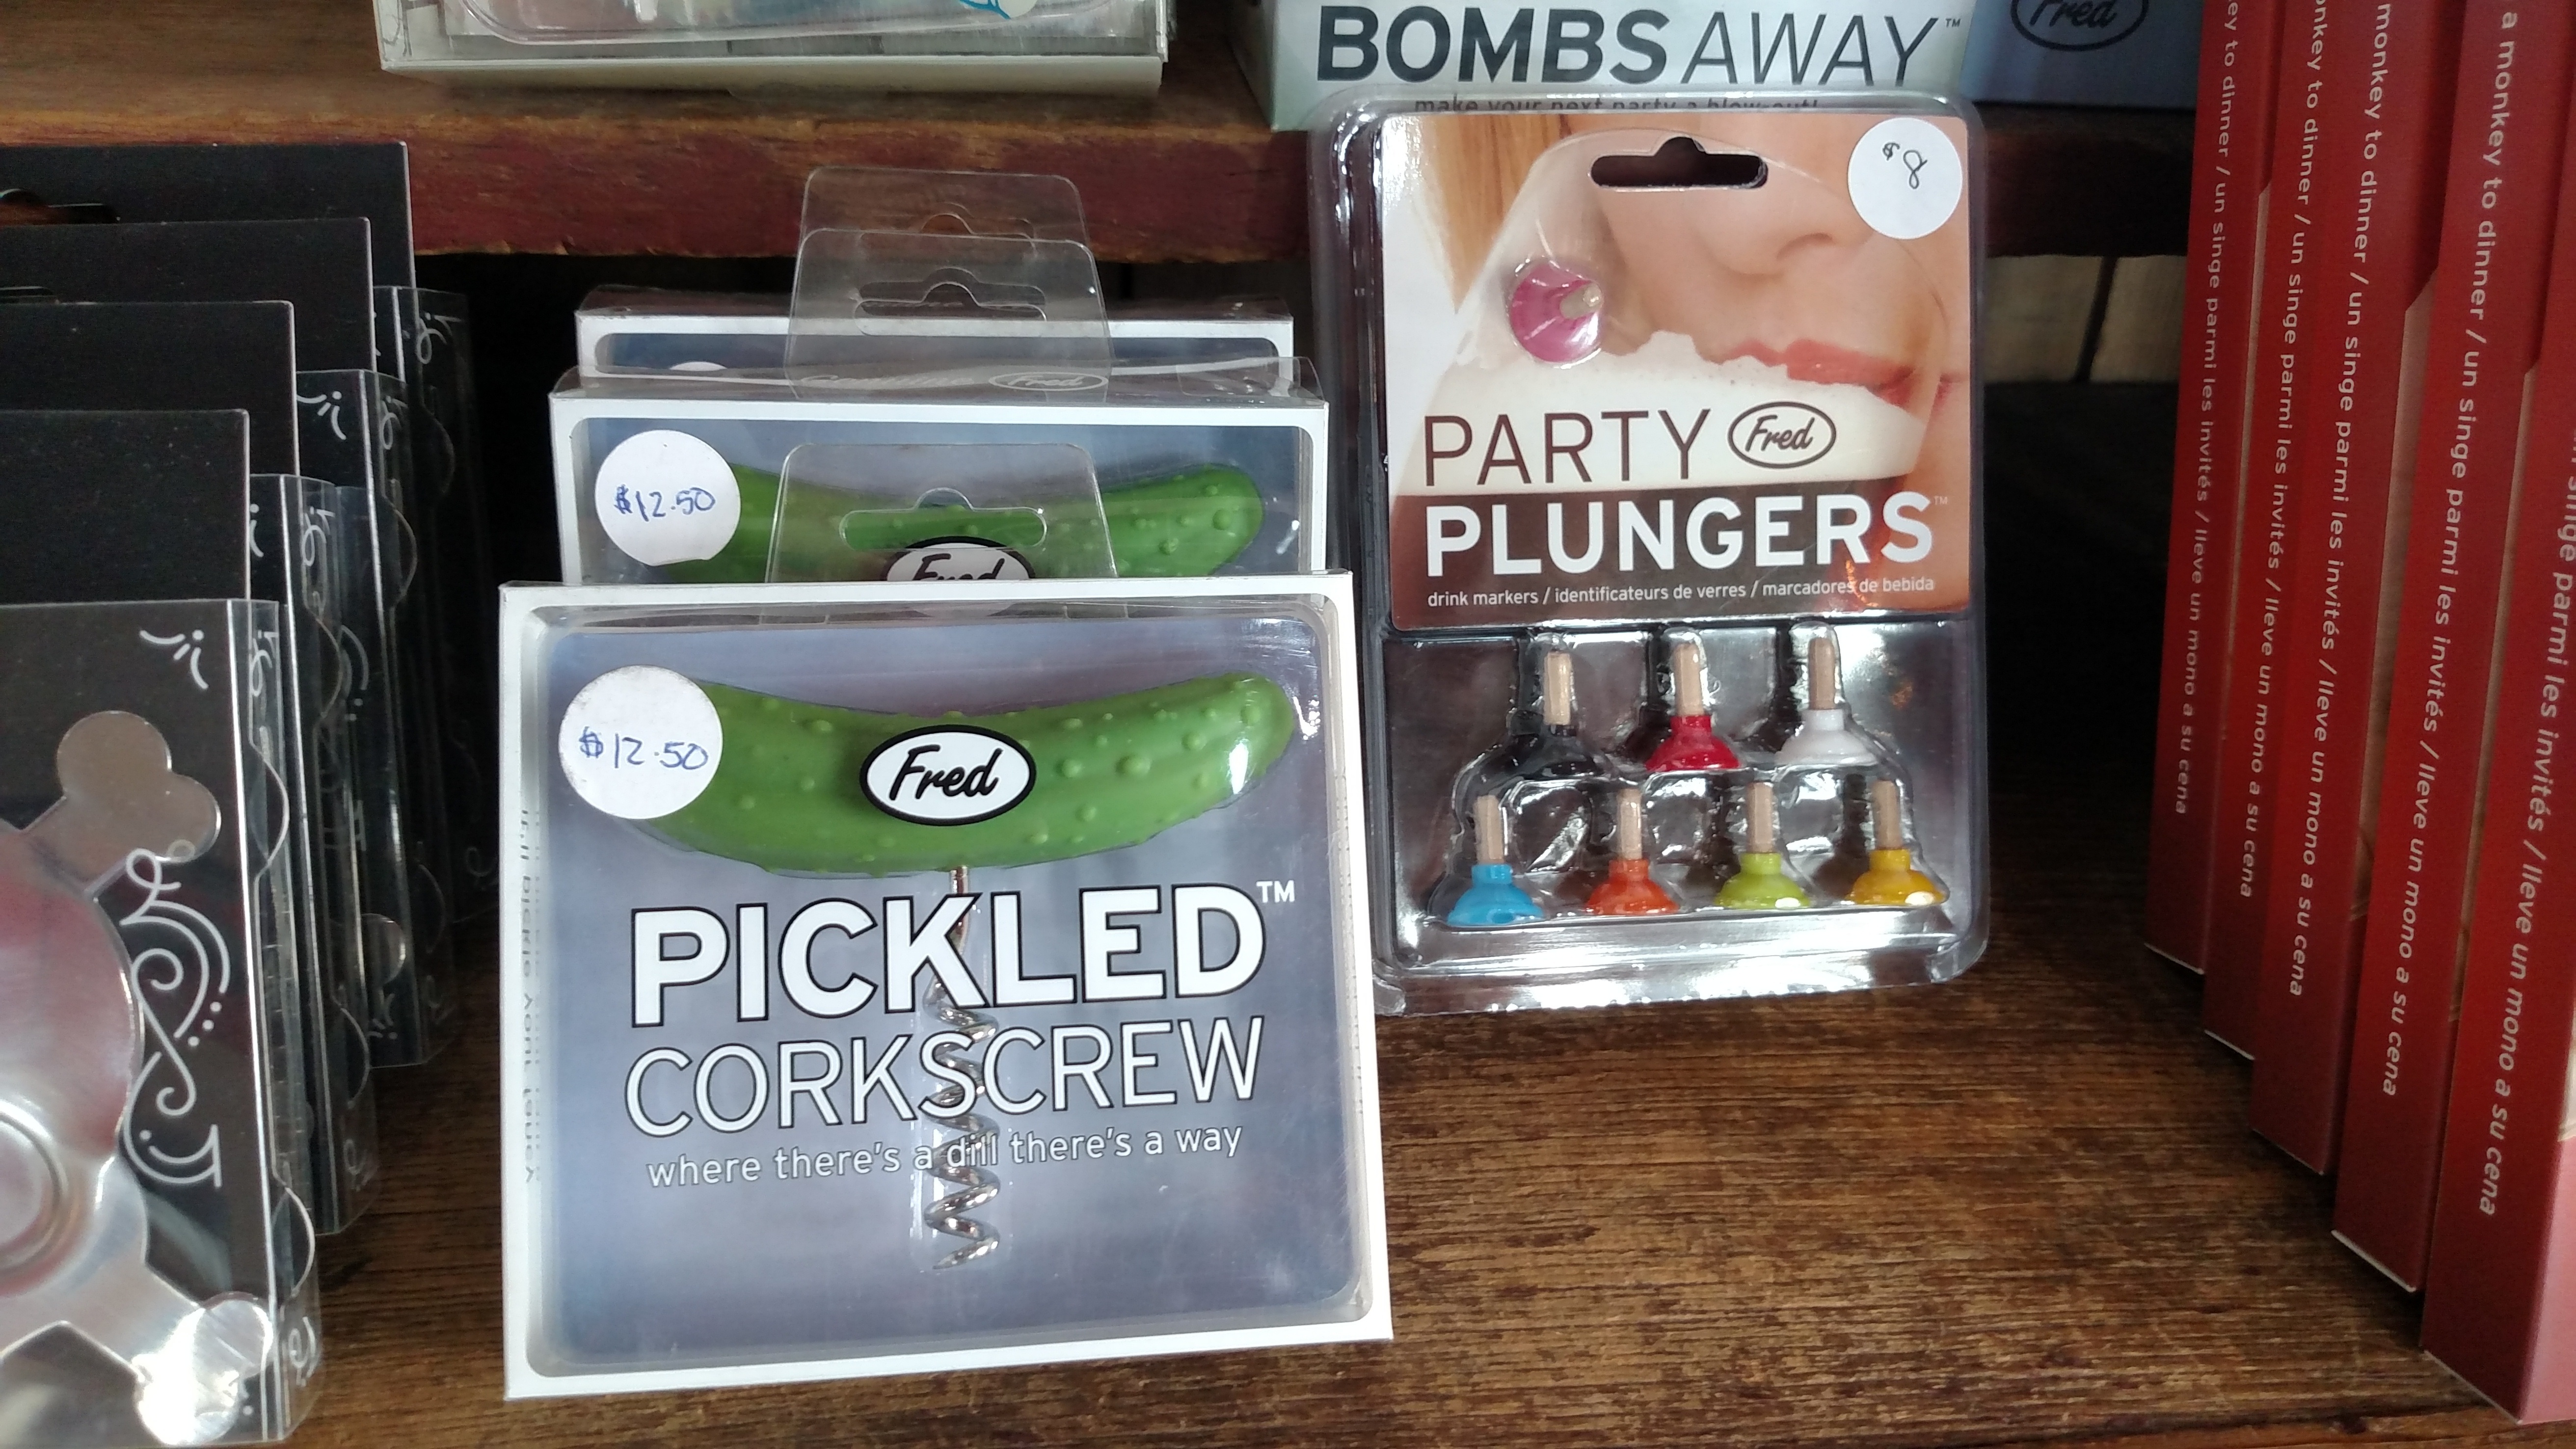 BOMBS AWAY™
make your next party a blow-out!
Fred
$8
PARTY Fred
PLUNGERS™
drink markers / identificateurs de verres / marcadores de bebida
Fred
$12.50
Fred
$12.50
Fred
PICKLED™
CORKSCREW
where there's a dill there's a way
ey to dinner / un singe parmi les invités / lleve un mono a su cena
onkey to dinner / un singe parmi les invités / lleve un mono a su cena
monkey to dinner / un singe parmi les invités / lleve un mono a su cena
a monkey to dinner / un singe parmi les invités / lleve un mono a su cena
singe parmi les invités / lleve un mono a su cena